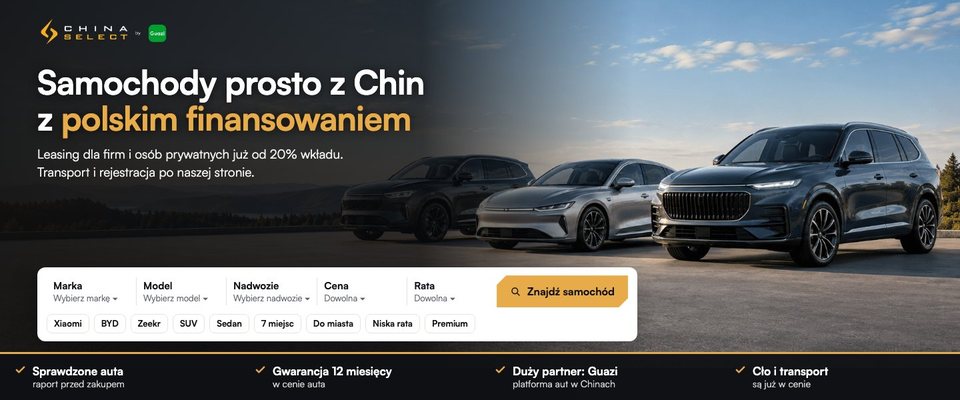 CHINA
SELECT by Guazi
Samochody prosto z Chin
z polskim finansowaniem
Leasing dla firm i osób prywatnych już od 20% wkładu.
Transport i rejestracja po naszej stronie.
Marka Model Nadwozie Cena Rata
Wybierz markę Wybierz model Wybierz nadwozie Dowolna Dowolna
Znajdź samochód
Xiaomi BYD Zeekr SUV Sedan 7 miejsc Do miasta Niska rata Premium
Sprawdzone auta
raport przed zakupem
Gwarancja 12 miesięcy
w cenie auta
Duży partner: Guazi
platforma aut w Chinach
Cło i transport
są już w cenie